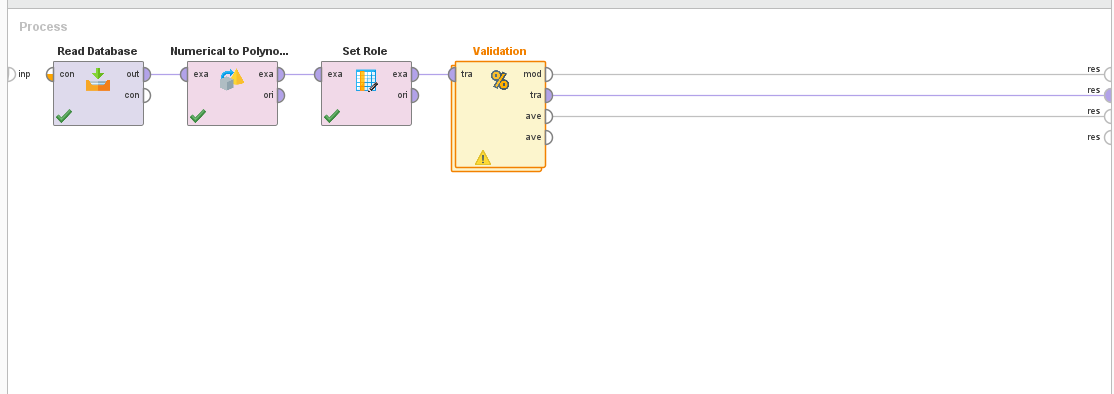 Process
Read Database
Numerical to Polyno...
Set Role
Validation
inp
con
out
con
exa
exa
ori
exa
exa
ori
tra
mod
tra
ave
ave
%
!
res
res
res
res